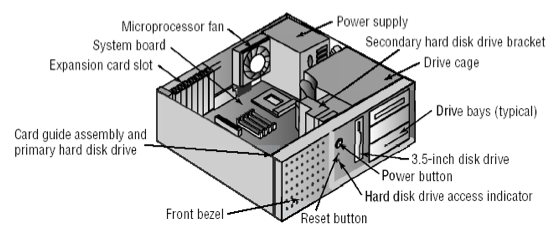 Microprocessor fan
Power supply
System board
Secondary hard disk drive bracket
Expansion card slot
Drive cage
Drive bays (typical)
Card guide assembly and
primary hard disk drive
3.5-inch disk drive
Power button
Hard disk drive access indicator
Front bezel
Reset button